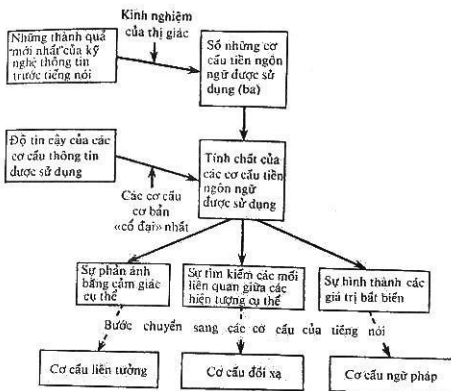 Những thành quả
"mới nhất" của kỹ
nghệ thông tin
trước tiếng nói
Kinh nghiệm
của thị giác
Số những cơ
cấu tiền ngôn
ngữ được sử
dụng (ba)
Độ tin cậy của các
cơ cấu thông tin
được sử dụng
Các cơ cấu
cơ bản
«cổ đại» nhất
Tính chất của
các cơ cấu tiền
ngôn ngữ
được sử dụng
Sự phản ánh
bằng cảm giác
cụ thể
Sự tìm kiếm các mối
liên quan giữa các
hiện tượng cụ thể
Sự hình thành các
giá trị bất biến
Bước chuyển sang các cơ cấu của tiếng nói
Cơ cấu liên tưởng
Cơ cấu đối xạ
Cơ cấu ngữ pháp